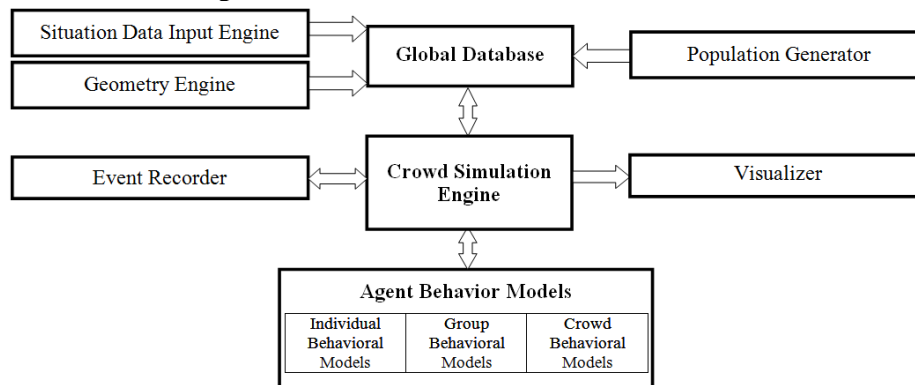 Situation Data Input Engine
Global Database
Population Generator
Geometry Engine
Event Recorder
Crowd Simulation
Engine
Visualizer
Agent Behavior Models
Individual
Behavioral
Models
Group
Behavioral
Models
Crowd
Behavioral
Models